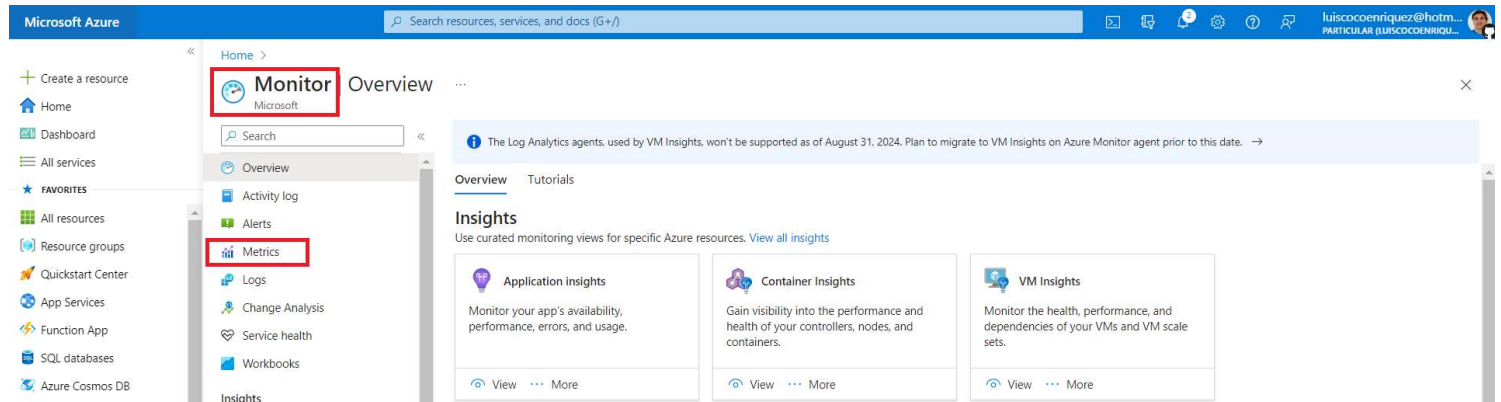 Microsoft Azure
Search resources, services, and docs (G+/)
2
luiscocoenriquez@hotm...
PARTICULAR (LUISCOCOENRIQU...
«
Create a resource
Home
Dashboard
All services
FAVORITES
All resources
Resource groups
Quickstart Center
App Services
Function App
SQL databases
Azure Cosmos DB
Home >
Monitor | Overview ...
Microsoft
Search «
Overview
Activity log
Alerts
Metrics
Logs
Change Analysis
Service health
Workbooks
Insights
The Log Analytics agents, used by VM Insights, won't be supported as of August 31, 2024. Plan to migrate to VM Insights on Azure Monitor agent prior to this date. →
Overview Tutorials
Insights
Use curated monitoring views for specific Azure resources. View all insights
Application insights
Monitor your app's availability,
performance, errors, and usage.
View ... More
Container Insights
Gain visibility into the performance and
health of your controllers, nodes, and
containers.
View ... More
VM Insights
Monitor the health, performance, and
dependencies of your VMs and VM scale
sets.
View ... More